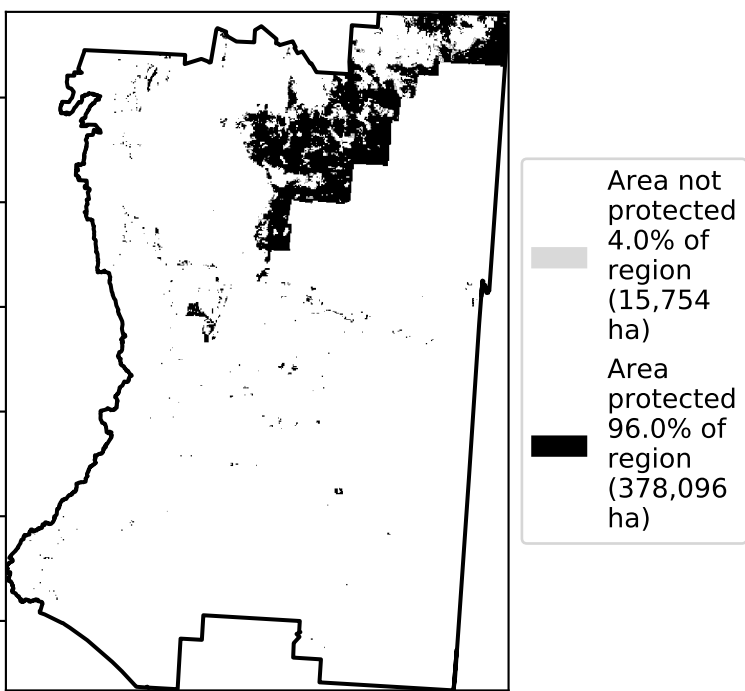 Area not
protected
4.0% of
region
(15,754
ha)
Area
protected
96.0% of
region
(378,096
ha)